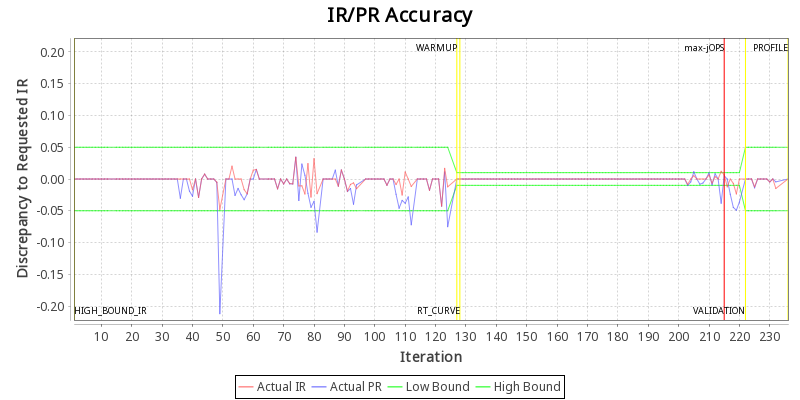 IR/PR Accuracy
Discrepancy to Requested IR
0.20
0.15
0.10
0.05
0.00
-0.05
-0.10
-0.15
-0.20
WARMUP
max-jOPS
PROFILE
HIGH_BOUND_IR
RT_CURVE
VALIDATION
10 20 30 40 50 60 70 80 90 100 110 120 130 140 150 160 170 180 190 200 210 220 230
Iteration
Actual IR Actual PR Low Bound High Bound